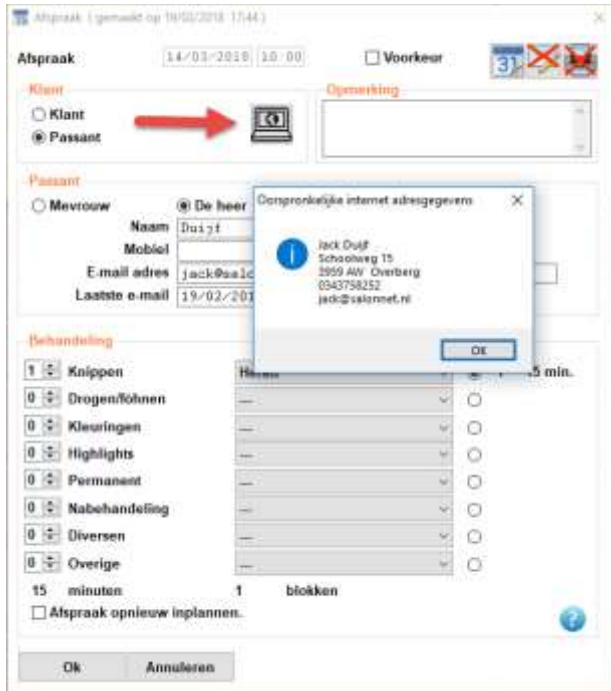 Afspraak ( gemaakt op 19/02/2018 17:44 )
Afspraak 14/03/2018 10:00 Voorkeur 31
Klant Opmerking
Klant
Passant
Passant
Mevrouw De heer
Naam Duijf
Mobiel
E-mail adres jack@salo
Laatste e-mail 19/02/201
Oorspronkelijke internet adresgegevens
Jack Duijf
Schoolweg 15
3959 AW Overberg
0343758252
jack@salonnet.nl
OK
Behandeling
1 Knippen Heren 1 15 min.
0 Drogen/föhnen ---
0 Kleuringen ---
0 Highlights ---
0 Permanent ---
0 Nabehandeling ---
0 Diversen ---
0 Overige ---
15 minuten 1 blokken
Afspraak opnieuw inplannen.
?
Ok Annuleren